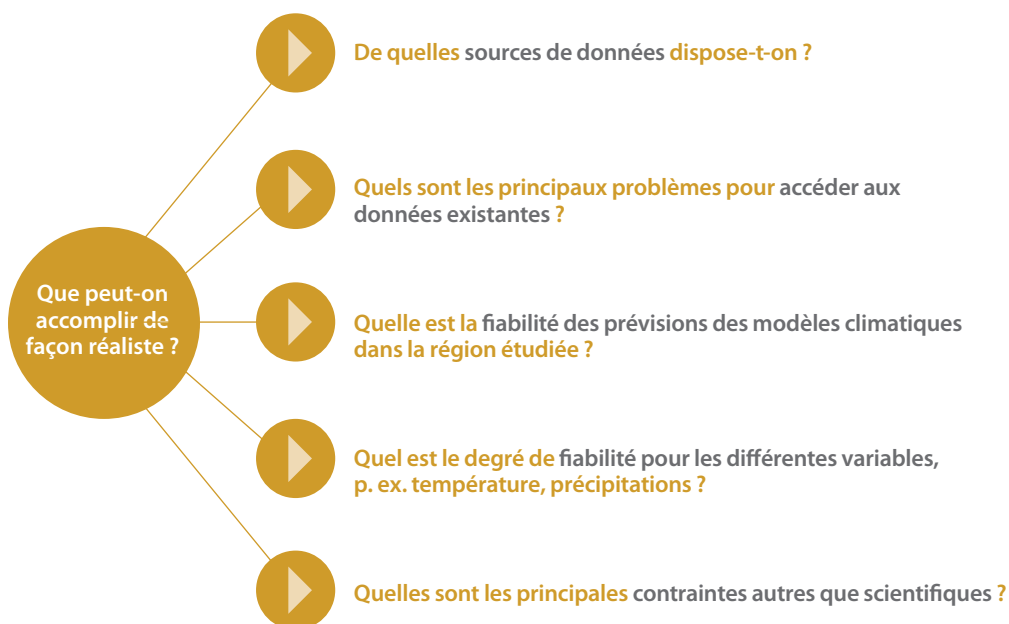 De quelles sources de données dispose-t-on ?
Quels sont les principaux problèmes pour accéder aux
données existantes ?
Que peut-on
accomplir de
façon réaliste ?
Quelle est la fiabilité des prévisions des modèles climatiques
dans la région étudiée ?
Quel est le degré de fiabilité pour les différentes variables,
p. ex. température, précipitations ?
Quelles sont les principales contraintes autres que scientifiques ?